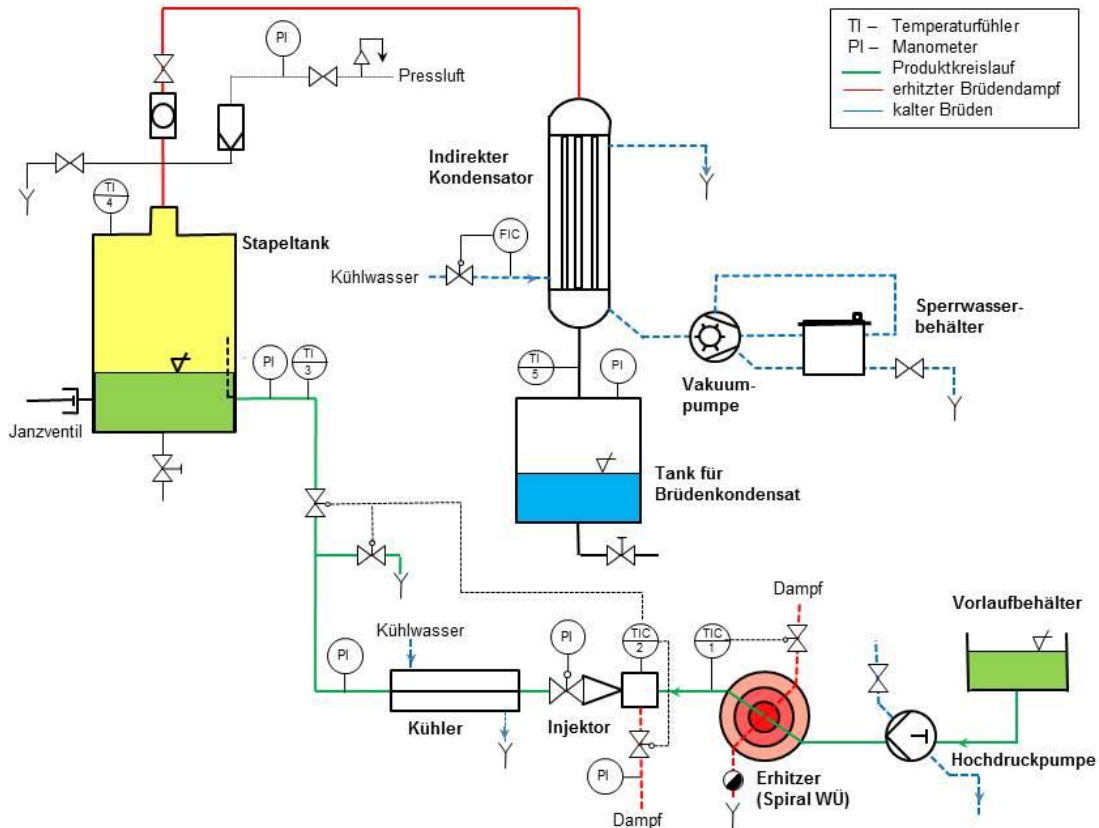 TI – Temperaturfühler
PI – Manometer
Produktkreislauf
erhitzter Brüdendampf
kalter Brüden
PI
Pressluft
Indirekter
Kondensator
TI
4
Stapeltank
FIC
Kühlwasser
Sperrwasser-
behälter
PI
TI
3
TI
5
PI
Vakuum-
pumpe
Janzventil
Tank für
Brüdenkondensat
Dampf
Vorlaufbehälter
Kühlwasser
PI
TIC
2
TIC
1
PI
Kühler
Injektor
T
Hochdruckpumpe
PI
Erhitzer
(Spiral WÜ)
Dampf